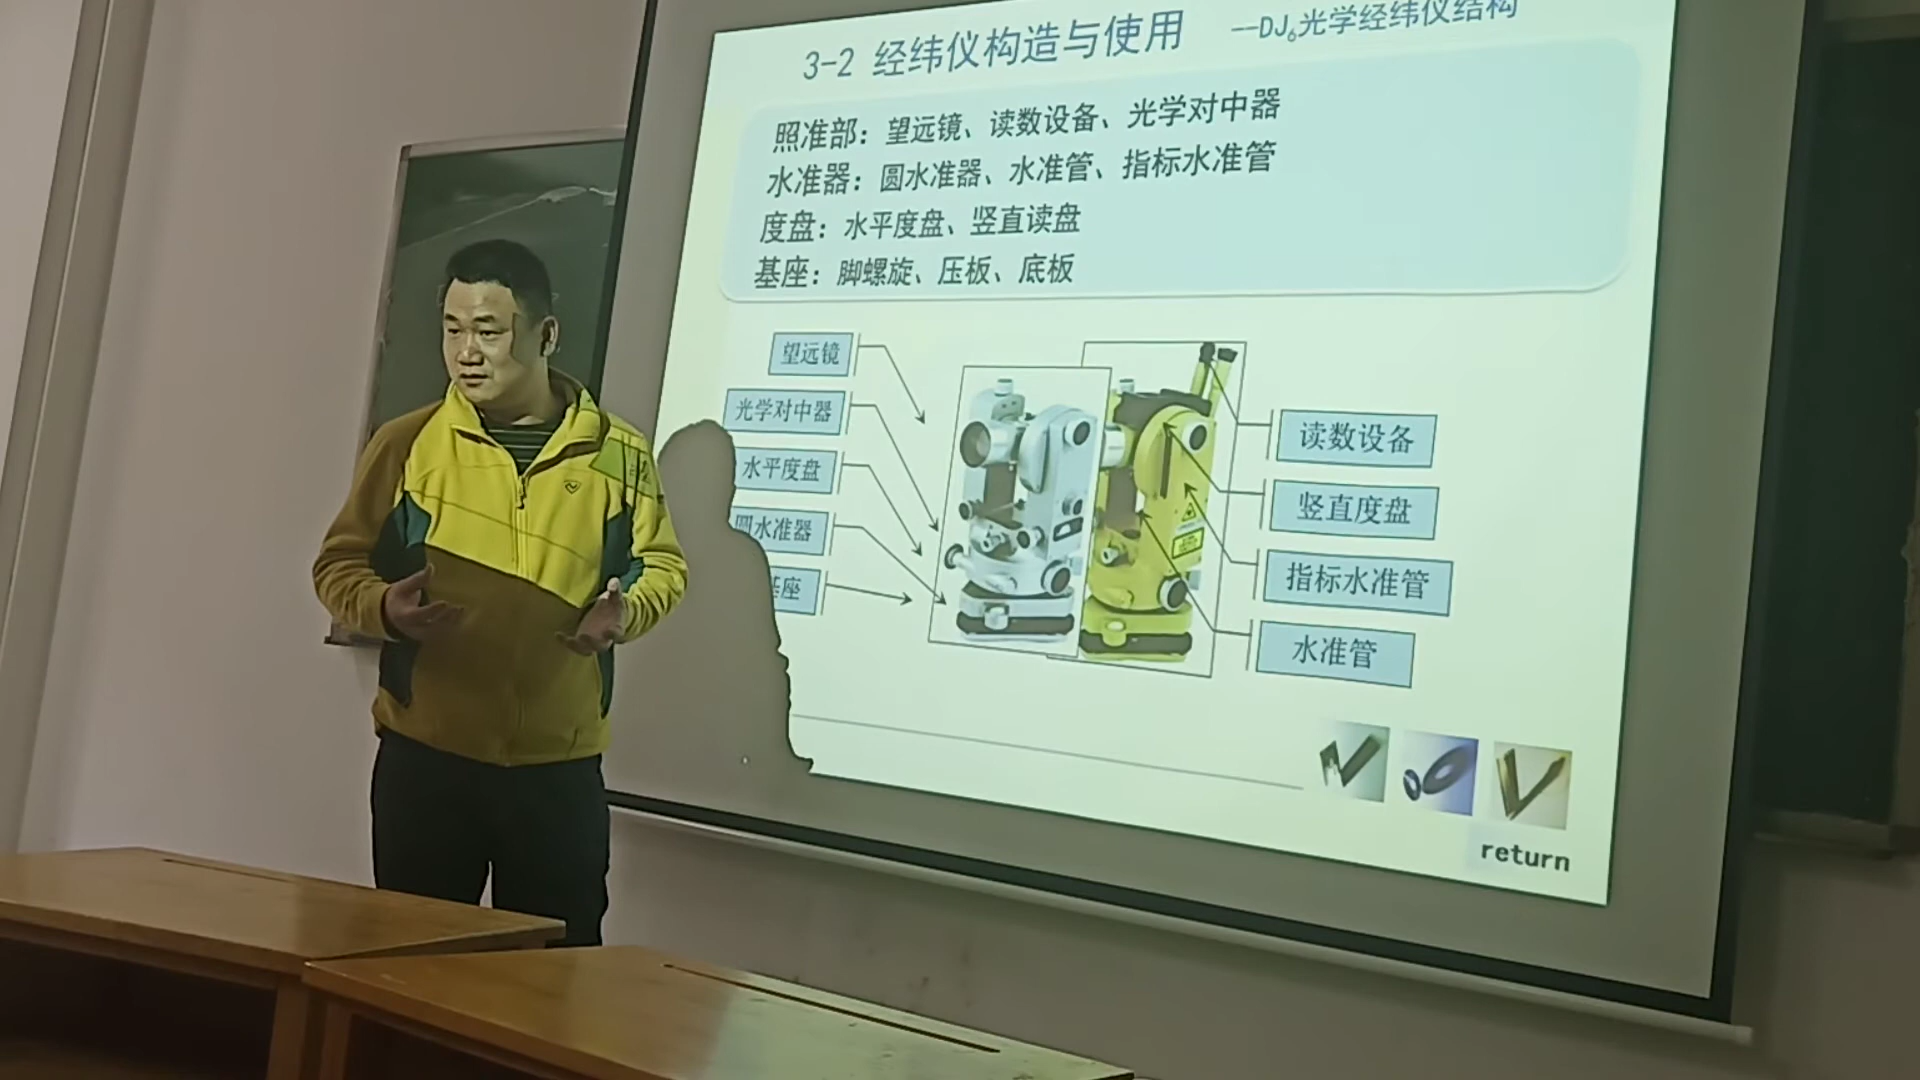 3-2 经纬仪构造与使用 —DJ6光学经纬仪结构
照准部：望远镜、读数设备、光学对中器
水准器：圆水准器、水准管、指标水准管
度盘：水平度盘、竖直读盘
基座：脚螺旋、压板、底板
望远镜
光学对中器
水平度盘
圆水准器
基座
读数设备
竖直度盘
指标水准管
水准管
return